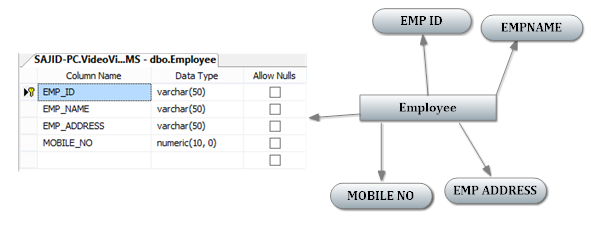 SAJID-PC.VideoVi...MS - dbo.Employee
Column Name Data Type Allow Nulls
EMP_ID varchar(50)
EMP_NAME varchar(50)
EMP_ADDRESS varchar(50)
MOBILE_NO numeric(10, 0)
EMP ID
EMPNAME
Employee
MOBILE NO
EMP ADDRESS